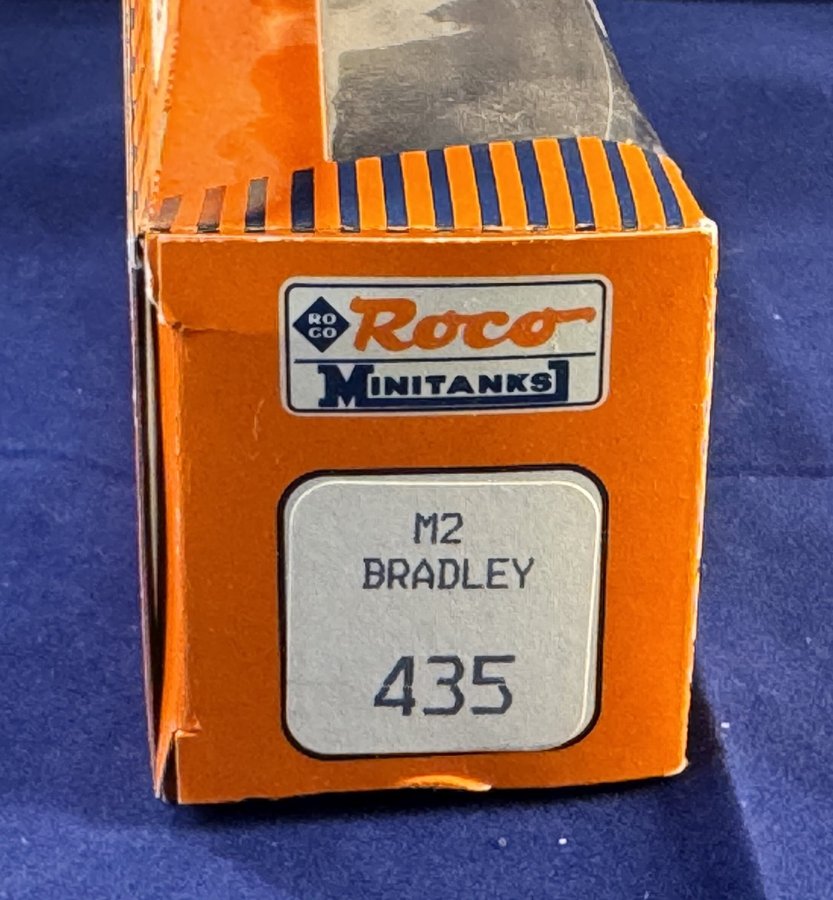 RO
CO
Roco
MINITANKS
M2
BRADLEY
435